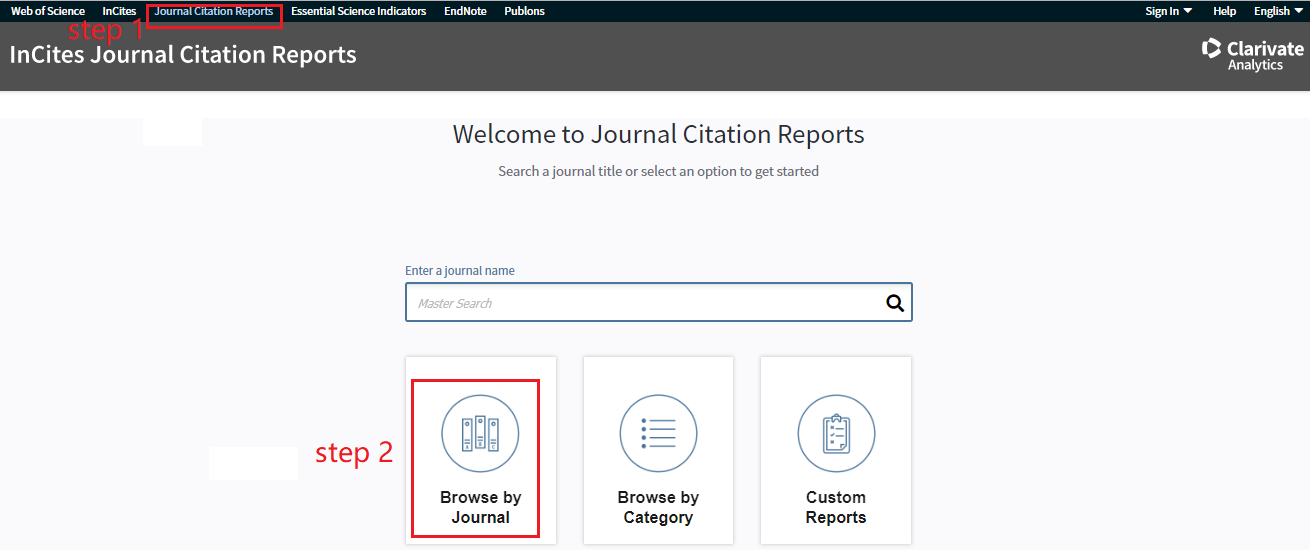 Web of Science InCites Journal Citation Reports Essential Science Indicators EndNote Publons Sign In Help English
step 1
InCites Journal Citation Reports
Clarivate
Analytics
Welcome to Journal Citation Reports
Search a journal title or select an option to get started
Enter a journal name
Master Search
step 2
A B C
Browse by
Journal
Browse by
Category
Custom
Reports